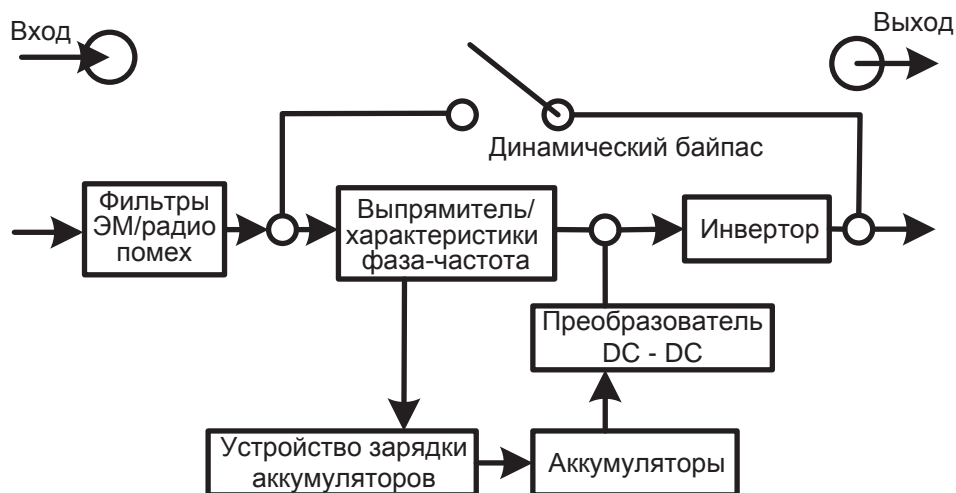 Вход
Выход
Динамический байпас
Фильтры
ЭМ/радио
помех
Выпрямитель/
характеристики
фаза-частота
Инвертор
Преобразователь
DC - DC
Устройство зарядки
аккумуляторов
Аккумуляторы